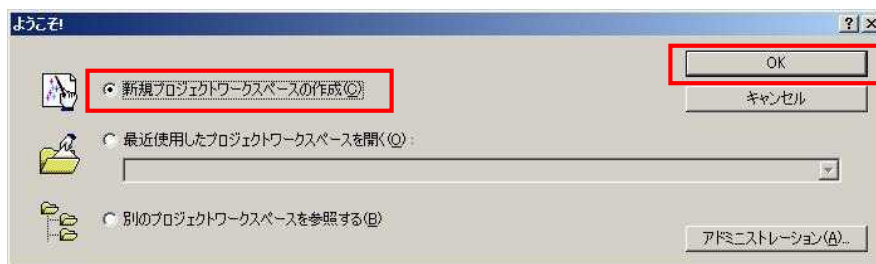 ようこそ!
新規プロジェクトワークスペースの作成(C)
OK
キャンセル
最近使用したプロジェクトワークスペースを開く(O):
別のプロジェクトワークスペースを参照する(B)
アドミニストレーション(A)...